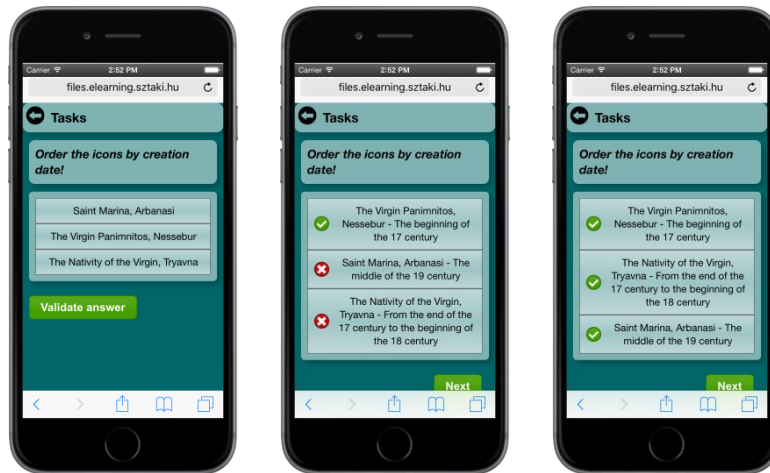 Carrier 2:52 PM
files.elearning.sztaki.hu
Tasks
Order the icons by creation
date!
Saint Marina, Arbanasi
The Virgin Panimnitos, Nessebur
The Nativity of the Virgin, Tryavna
Validate answer
Carrier 2:52 PM
files.elearning.sztaki.hu
Tasks
Order the icons by creation
date!
The Virgin Panimnitos,
Nessebur - The beginning of
the 17 century
Saint Marina, Arbanasi - The
middle of the 19 century
The Nativity of the Virgin,
Tryavna - From the end of the
17 century to the beginning of
the 18 century
Next
Carrier 2:52 PM
files.elearning.sztaki.hu
Tasks
Order the icons by creation
date!
The Virgin Panimnitos,
Nessebur - The beginning of
the 17 century
The Nativity of the Virgin,
Tryavna - From the end of the
17 century to the beginning of
the 18 century
Saint Marina, Arbanasi - The
middle of the 19 century
Next